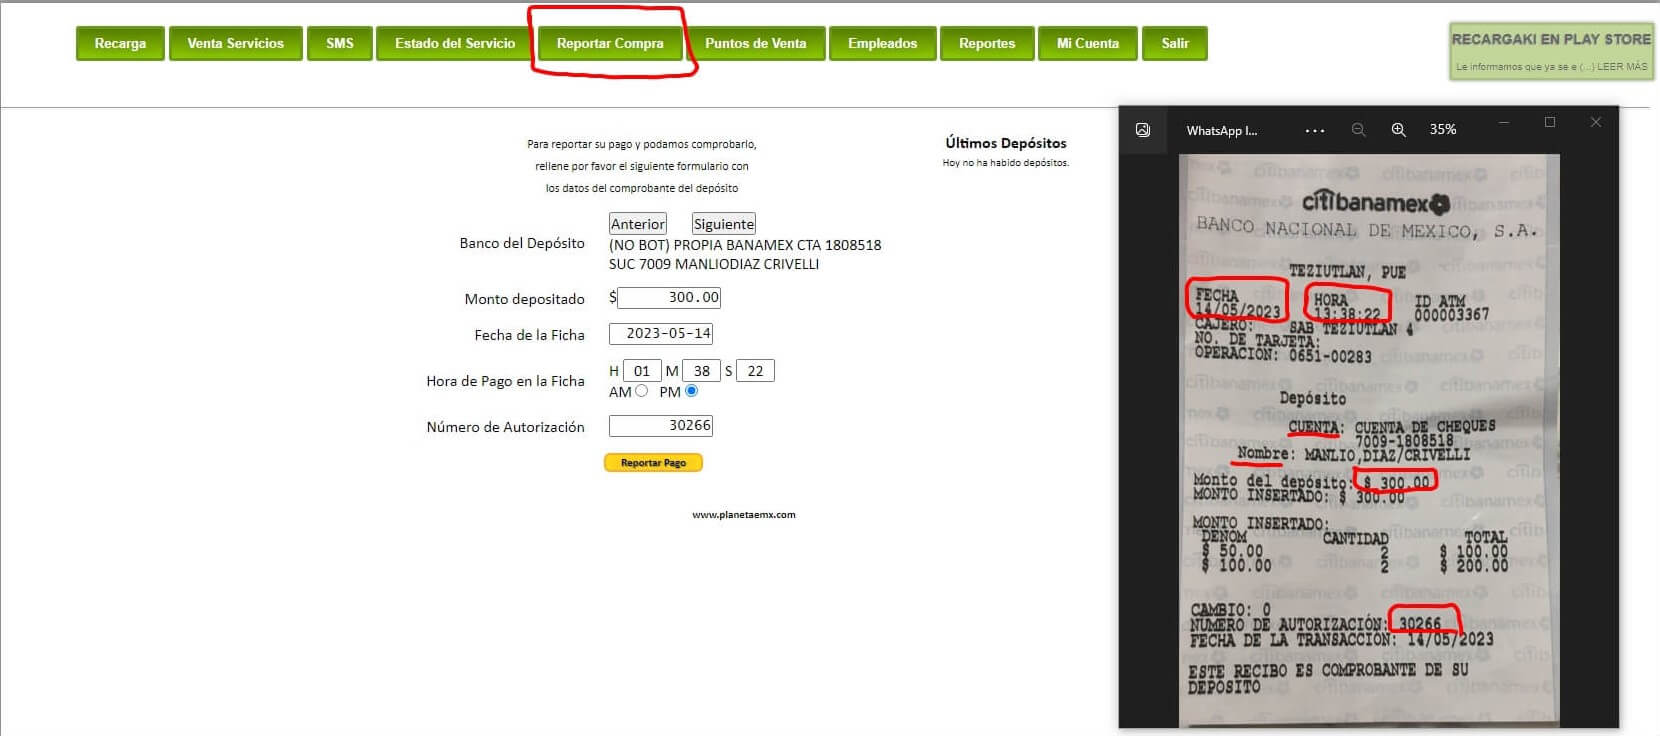 Recarga
Venta Servicios
SMS
Estado del Servicio
Reportar Compra
Puntos de Venta
Empleados
Reportes
Mi Cuenta
Salir
RECARGAKI EN PLAY STORE
Le informamos que ya se e (...) LEER MÁS
Para reportar su pago y podamos comprobarlo,
rellene por favor el siguiente formulario con
los datos del comprobante del depósito
Anterior Siguiente
Banco del Depósito
(NO BOT) PROPIA BANAMEX CTA 1808518
SUC 7009 MANLIODIAZ CRIVELLI
Monto depositado $ 300.00
Fecha de la Ficha 2023-05-14
Hora de Pago en la Ficha
H 01 M 38 S 22
AM PM
Número de Autorización 30266
Reportar Pago
www.planetaemx.com
Últimos Depósitos
Hoy no ha habido depósitos.
WhatsApp I...
35%
citibanamex
BANCO NACIONAL DE MEXICO, S.A.
TEZIUTLAN, PUE
FECHA HORA ID ATM
14/05/2023 13:38:22 000003367
CAJERO: SAB TEZIUTLAN 4
NO. DE TARJETA:
OPERACION: 0651-00283
Depósito
CUENTA: CUENTA DE CHEQUES
7009-1808518
Nombre: MANLIO,DIAZ/CRIVELLI
Monto del depósito: $ 300.00
MONTO INSERTADO: $ 300.00
MONTO INSERTADO:
DENOM CANTIDAD TOTAL
$ 50.00 2 $ 100.00
$ 100.00 2 $ 200.00
CAMBIO: 0
NUMERO DE AUTORIZACIÓN: 30266
FECHA DE LA TRANSACCIÓN: 14/05/2023
ESTE RECIBO ES COMPROBANTE DE SU
DEPÓSITO